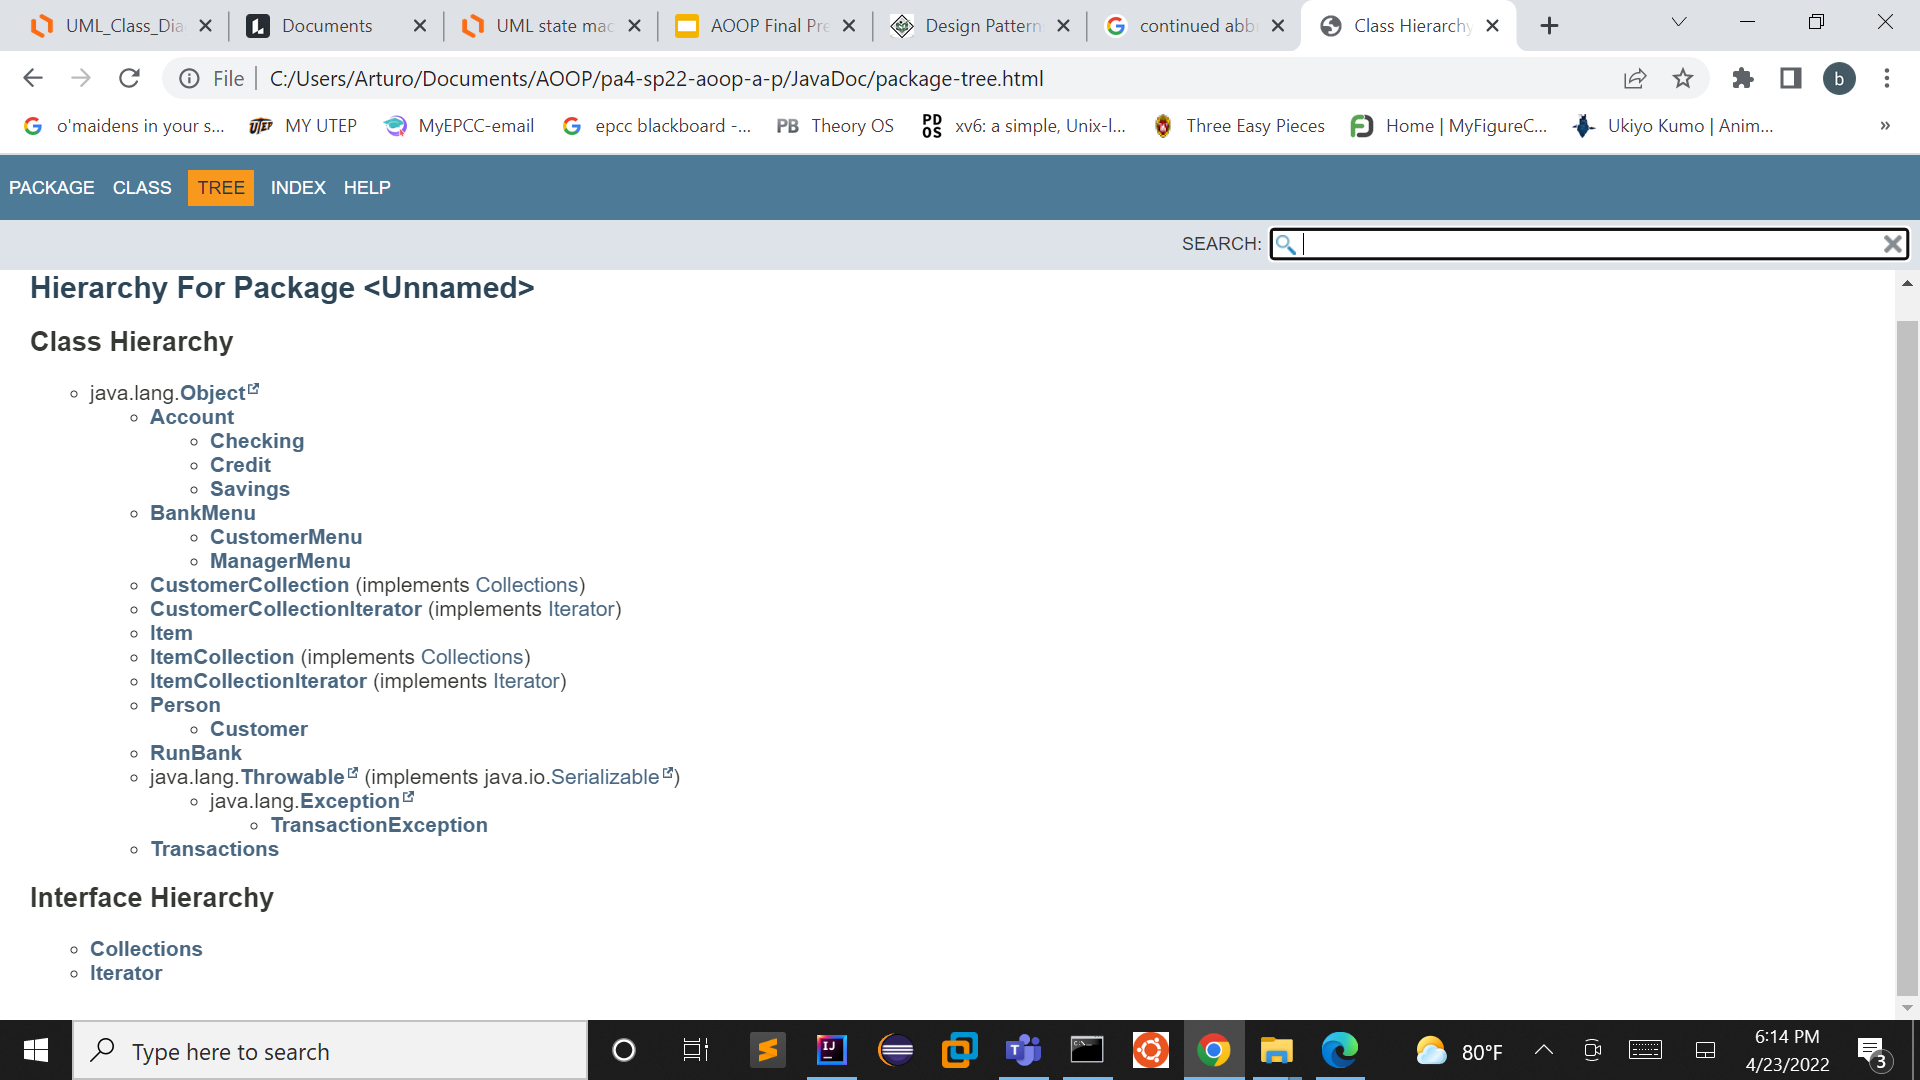 UML_Class_Dia
Documents
UML state mac
AOOP Final Pre
Design Pattern
continued abb
Class Hierarchy
File
C:/Users/Arturo/Documents/AOOP/pa4-sp22-aoop-a-p/JavaDoc/package-tree.html
b
o'maidens in your s...
UTEP
MY UTEP
MyEPCC-email
epcc blackboard -...
PB
Theory OS
PD
OS
xv6: a simple, Unix-l...
Three Easy Pieces
Home | MyFigureC...
Ukiyo Kumo | Anim...
»
PACKAGE
CLASS
TREE
INDEX
HELP
SEARCH:
Hierarchy For Package <Unnamed>
Class Hierarchy
java.lang.Object
Account
Checking
Credit
Savings
BankMenu
CustomerMenu
ManagerMenu
CustomerCollection (implements Collections)
CustomerCollectionIterator (implements Iterator)
Item
ItemCollection (implements Collections)
ItemCollectionIterator (implements Iterator)
Person
Customer
RunBank
java.lang.Throwable (implements java.io.Serializable)
java.lang.Exception
TransactionException
Transactions
Interface Hierarchy
Collections
Iterator
Type here to search
80°F
6:14 PM
4/23/2022
3